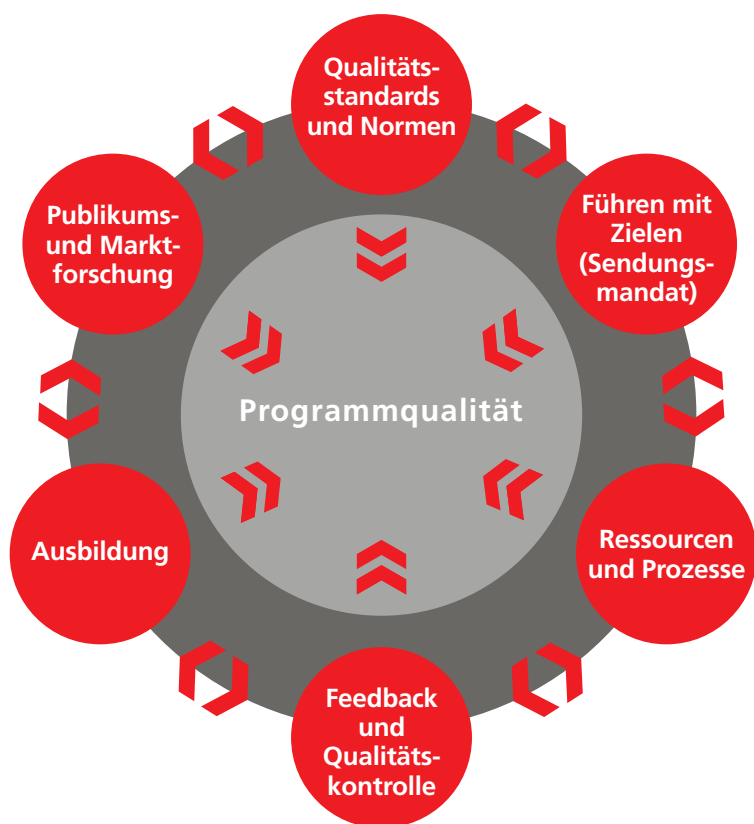 Qualitäts-
standards
und Normen
Führen mit
Zielen
(Sendungs-
mandat)
Ressourcen
und Prozesse
Feedback
und
Qualitäts-
kontrolle
Ausbildung
Publikums-
und Markt-
forschung
Programmqualität